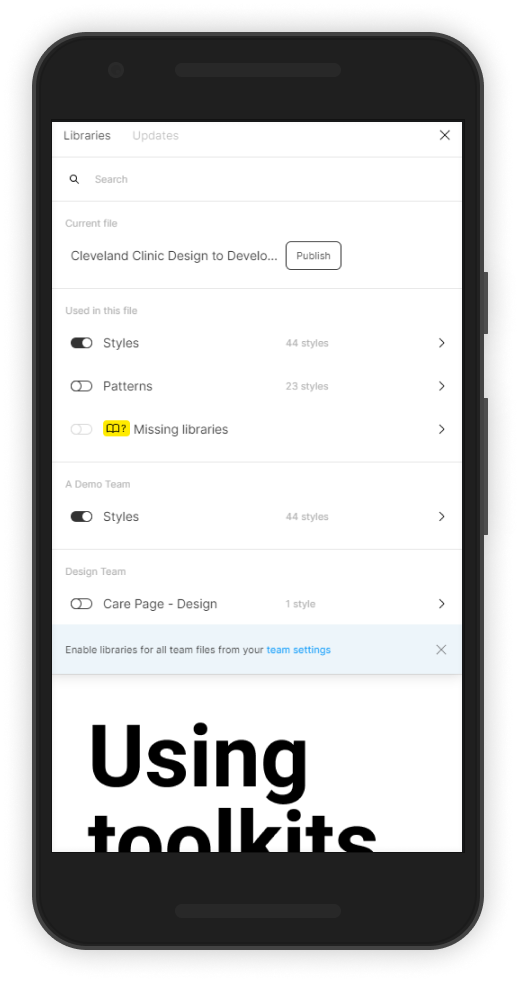 Libraries Updates
Search
Current file
Cleveland Clinic Design to Develo... Publish
Used in this file
Styles 44 styles
Patterns 23 styles
? Missing libraries
A Demo Team
Styles 44 styles
Design Team
Care Page - Design 1 style
Enable libraries for all team files from your team settings
Using
toolkits